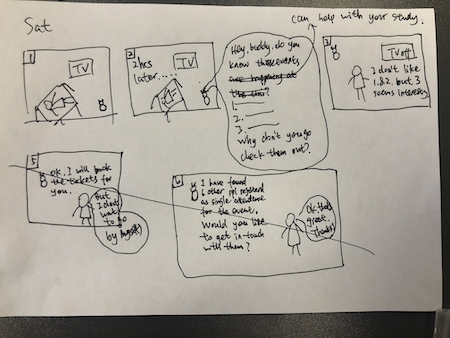 can help with your study.
Sat
1
TV
2
2hrs
later....
TV
Hey, buddy, do you
know these events
are happening at
1.
2.
3.
why don't you go
check them out?
3
TV off
I don't like
1 & 2. but 3
seems interesting
5
OK, I will book
the tickets for
you.
but
I don't
want
to go
by myself
6
I have found
6 other ppl
as single attendance
for the event.
Would you like
to get in touch
with them?
Ok, that's
great.
Thanks!